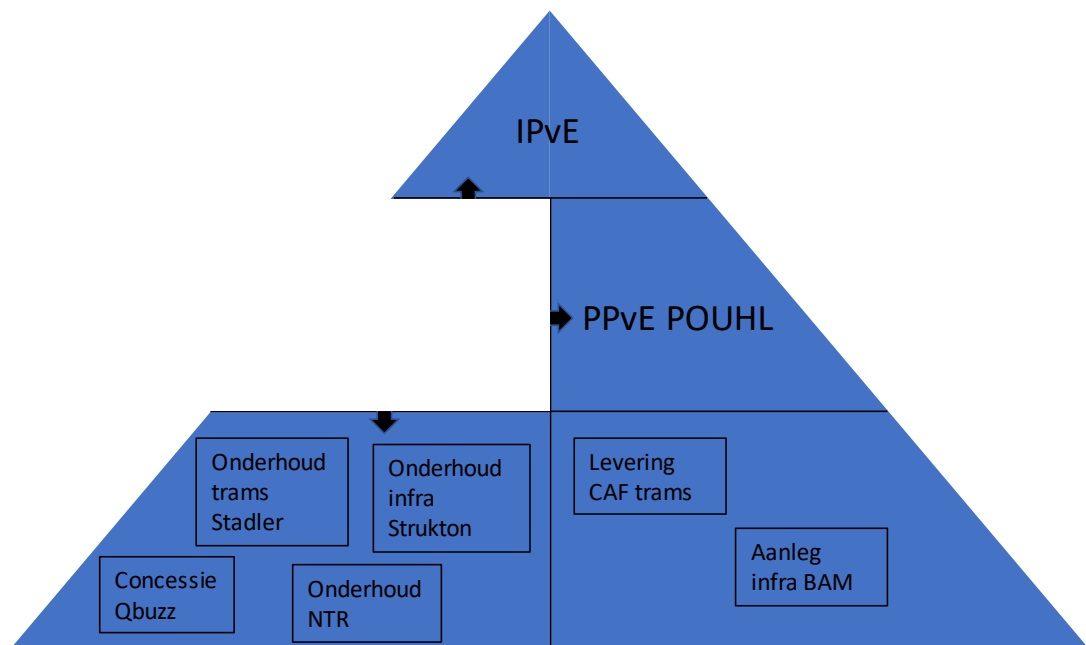 IPvE
PPvE POUHL
Onderhoud
trams
Stadler
Onderhoud
infra
Strukton
Levering
CAF trams
Concessie
Qbuzz
Onderhoud
NTR
Aanleg
infra BAM